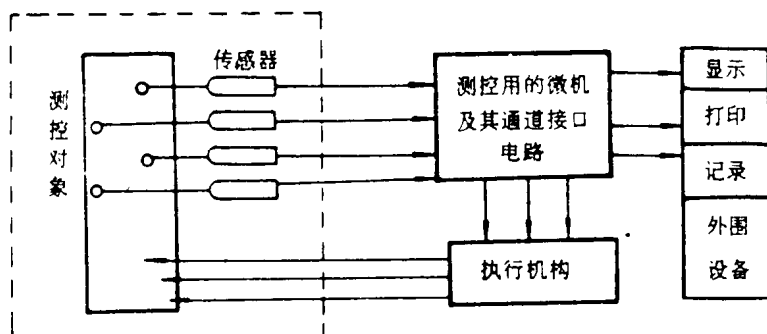 传感器
测控对象
测控用的微机
及其通道接口
电路
执行机构
显示
打印
记录
外围
设备